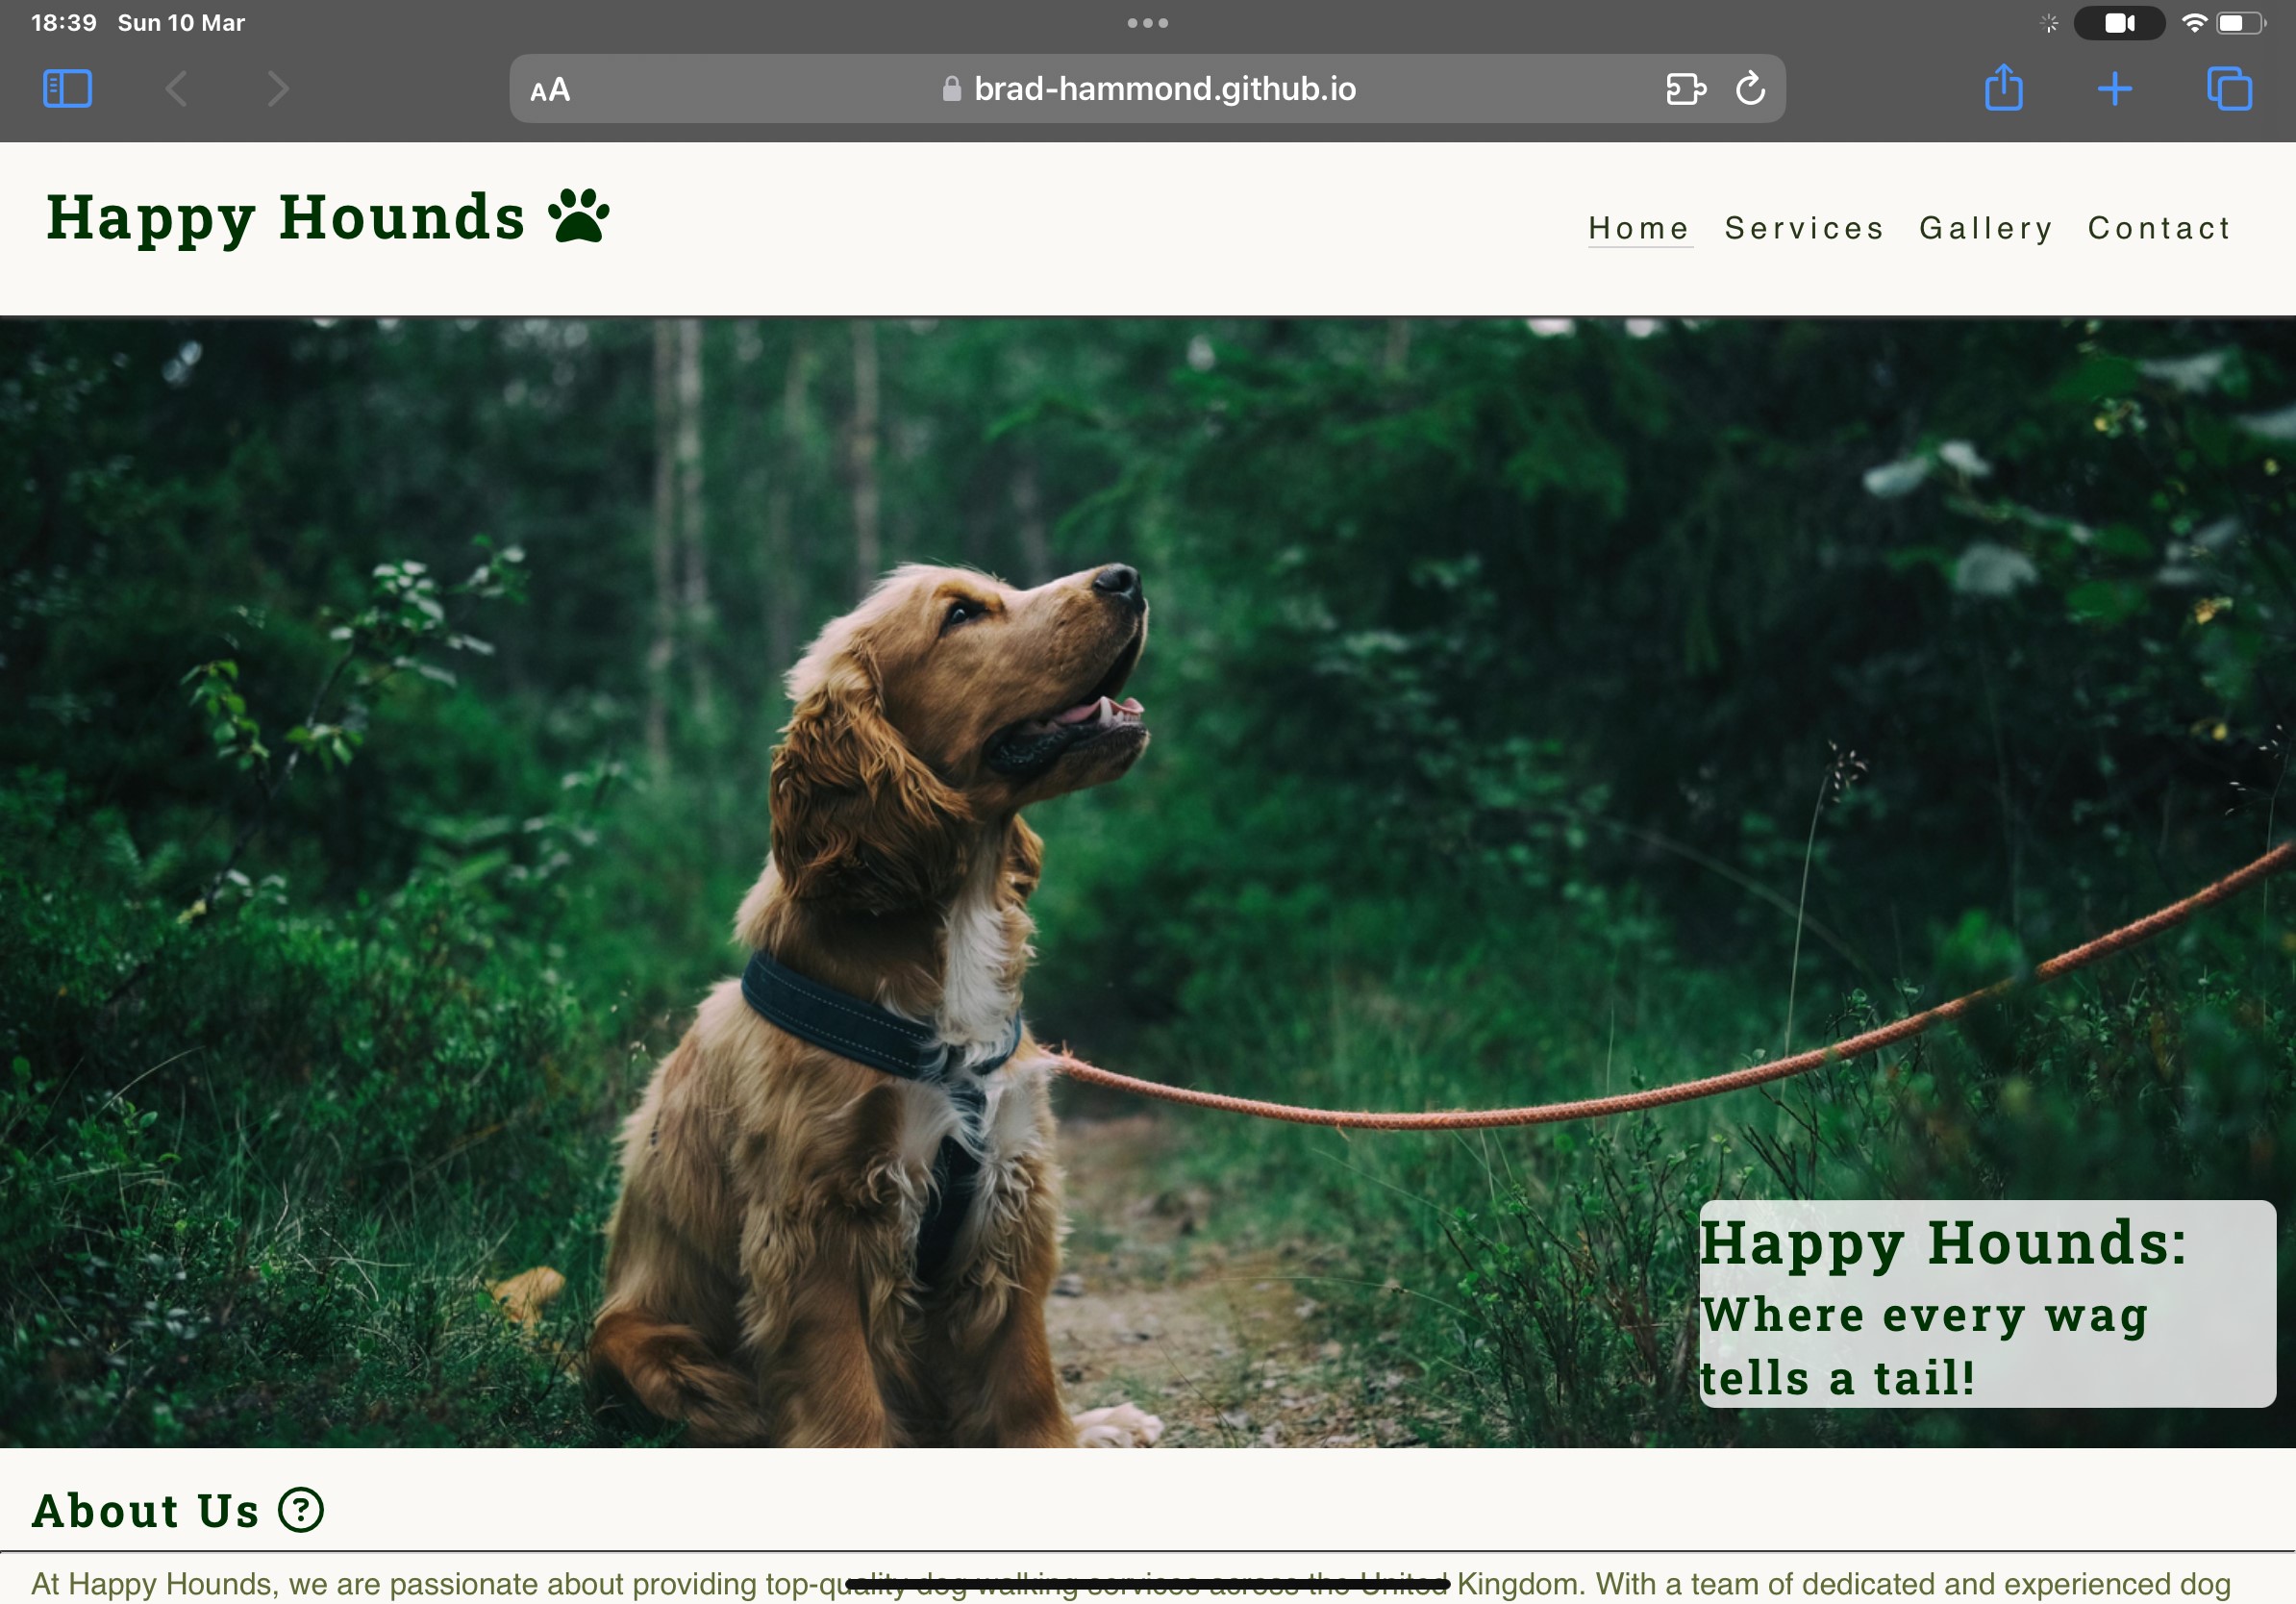 18:39 Sun 10 Mar
AA brad-hammond.github.io
Happy Hounds
Home Services Gallery Contact
Happy Hounds:
Where every wag
tells a tail!
About Us ?
At Happy Hounds, we are passionate about providing top-quality dog walking services across the United Kingdom. With a team of dedicated and experienced dog